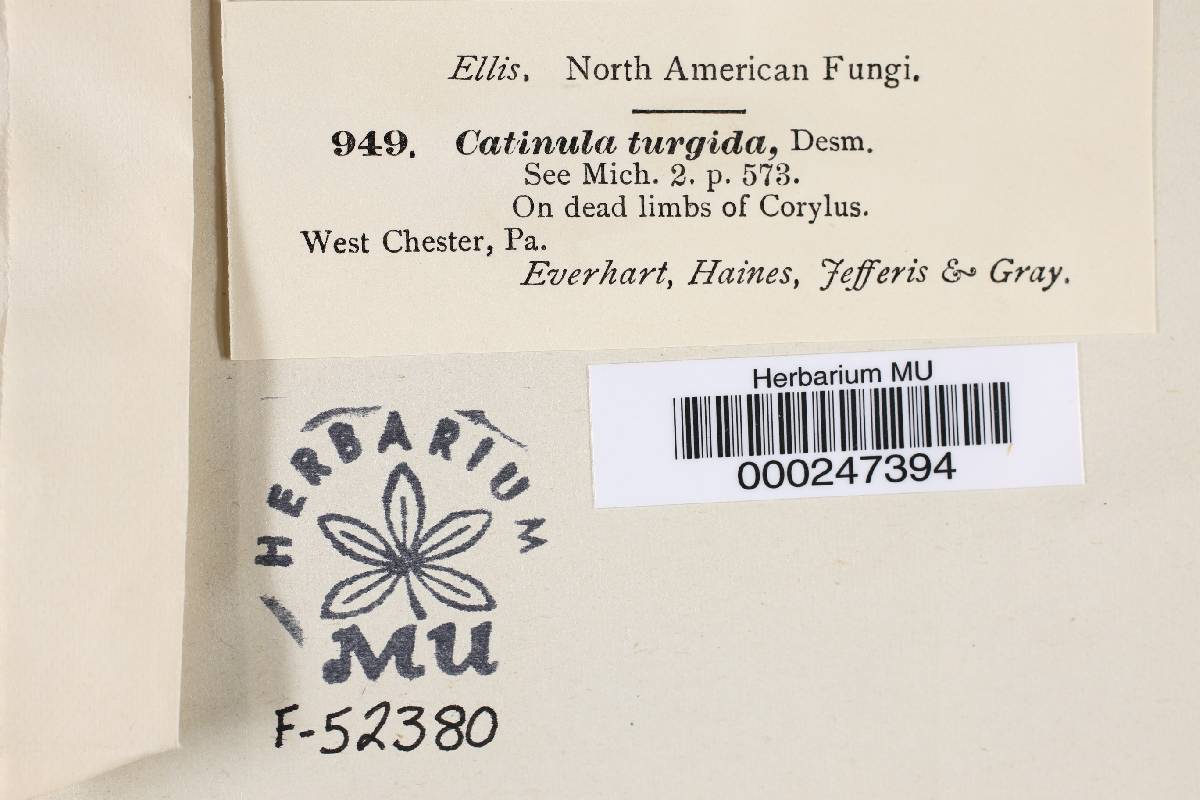 Ellis. North American Fungi.
949. Catinula turgida, Desm.
See Mich. 2. p. 573.
On dead limbs of Corylus.
West Chester, Pa.
Everhart, Haines, Jefferis & Gray.
Herbarium MU
000247394
HERBARIUM
MU
F-52380